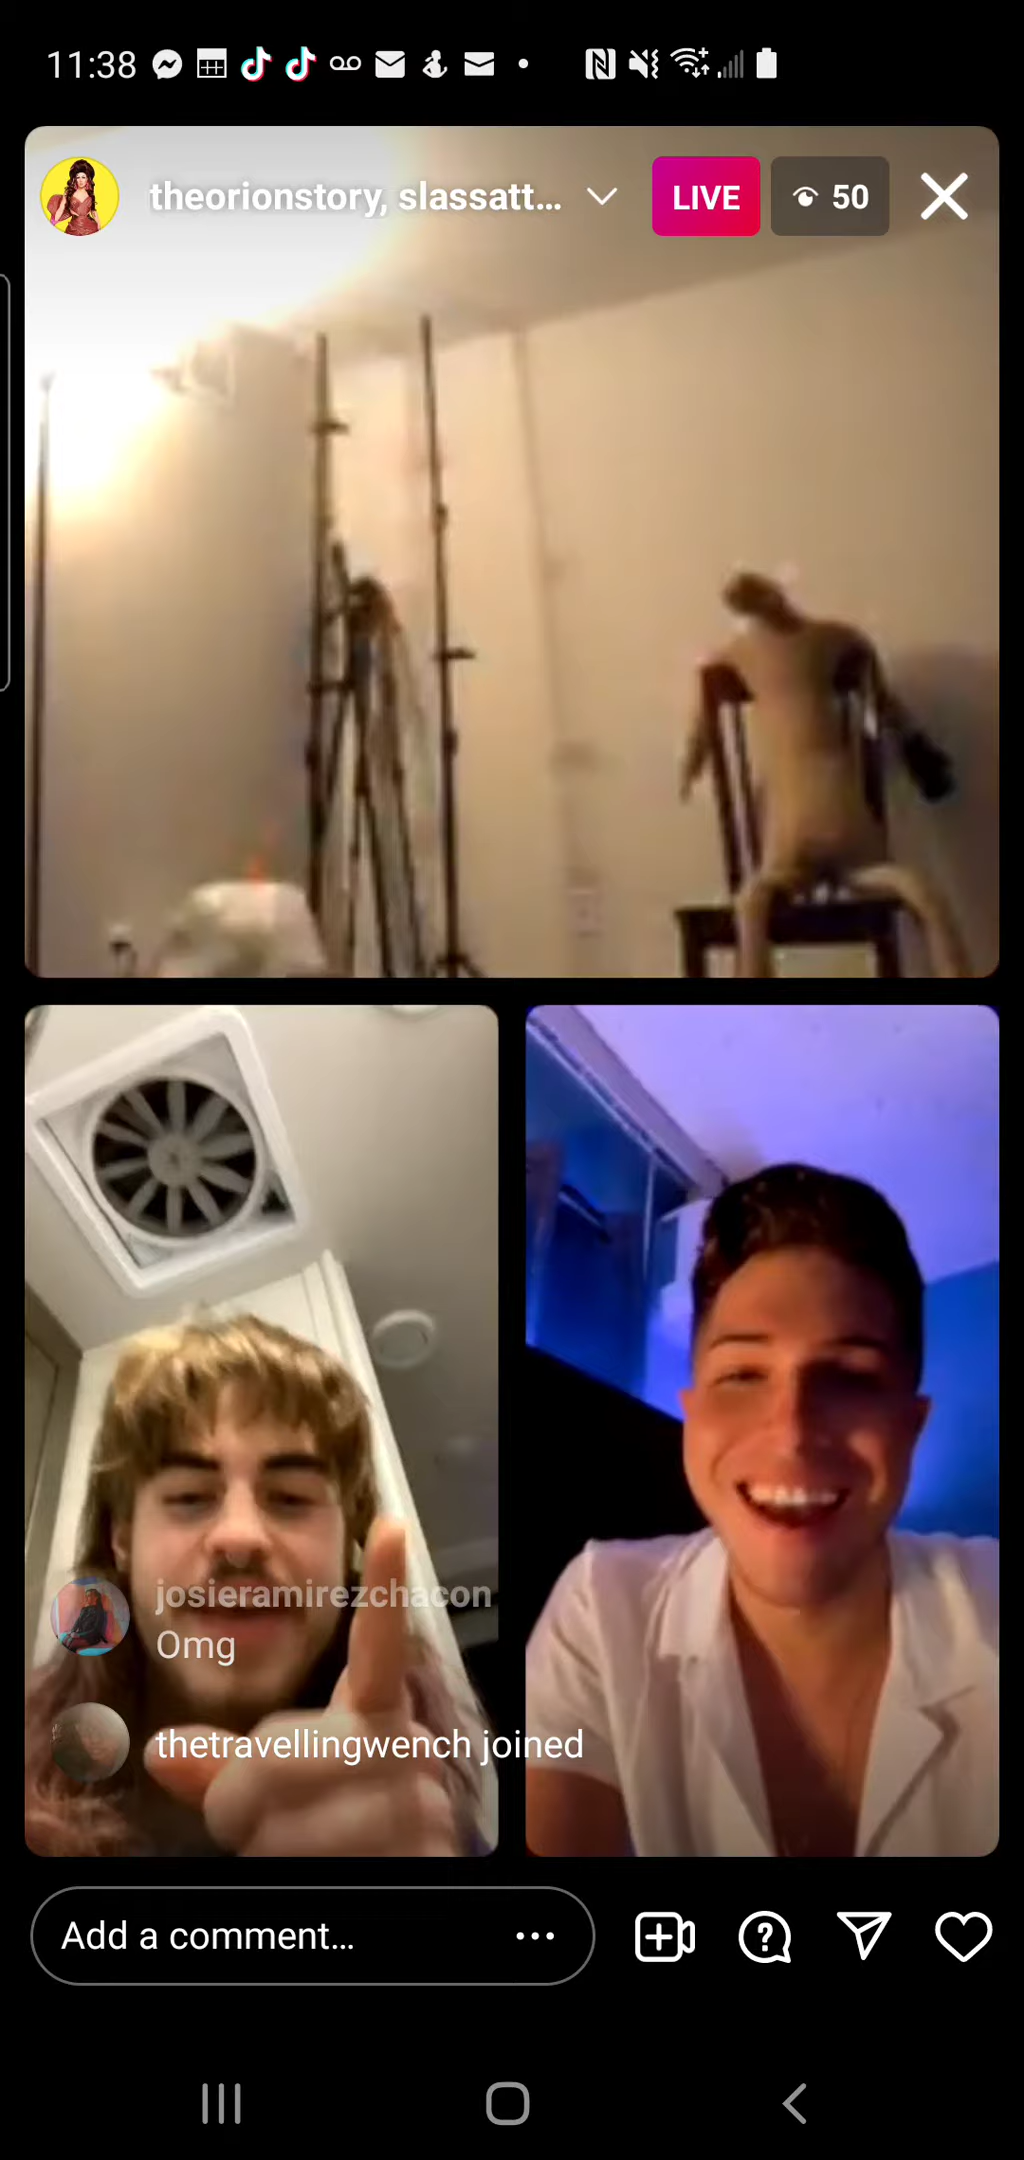 11:38
theorionstory, slassatt...
LIVE
50
josieramirezchacon
Omg
thetravellingwench joined
Add a comment...